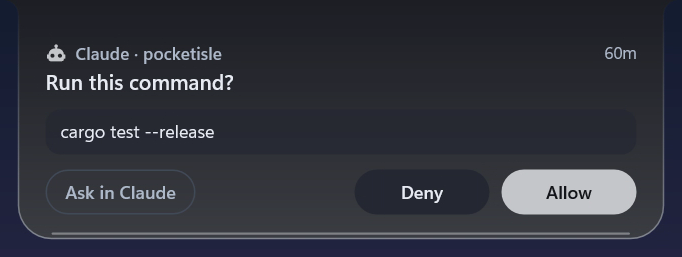 Claude · pocketisle 60m
Run this command?
cargo test --release
Ask in Claude Deny Allow